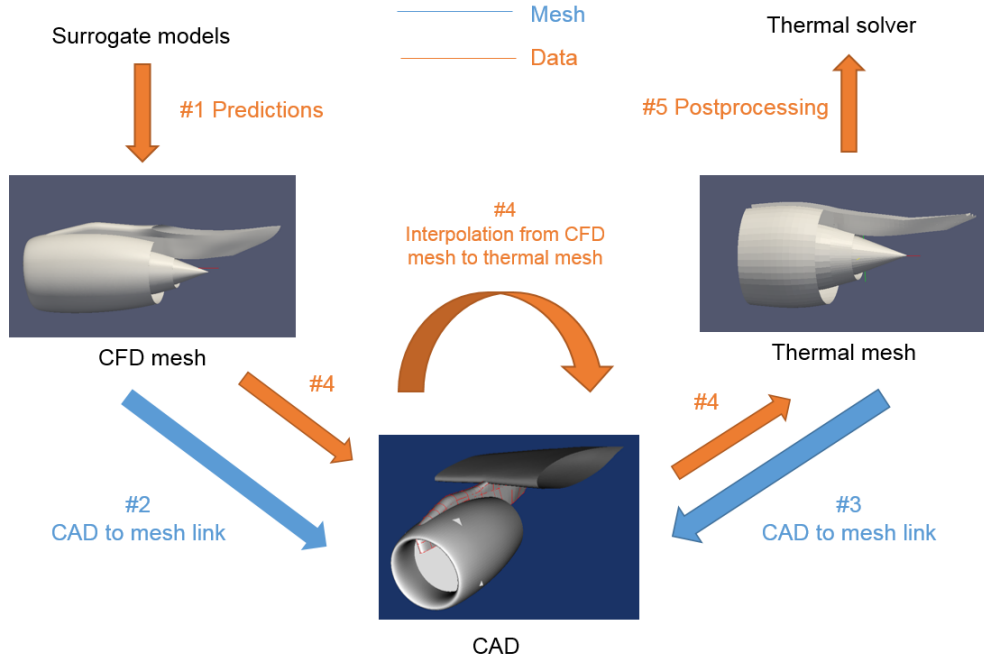 Mesh
Data
Surrogate models
Thermal solver
#1 Predictions
#5 Postprocessing
#4
Interpolation from CFD
mesh to thermal mesh
CFD mesh
Thermal mesh
#4
#4
#2
CAD to mesh link
#3
CAD to mesh link
CAD